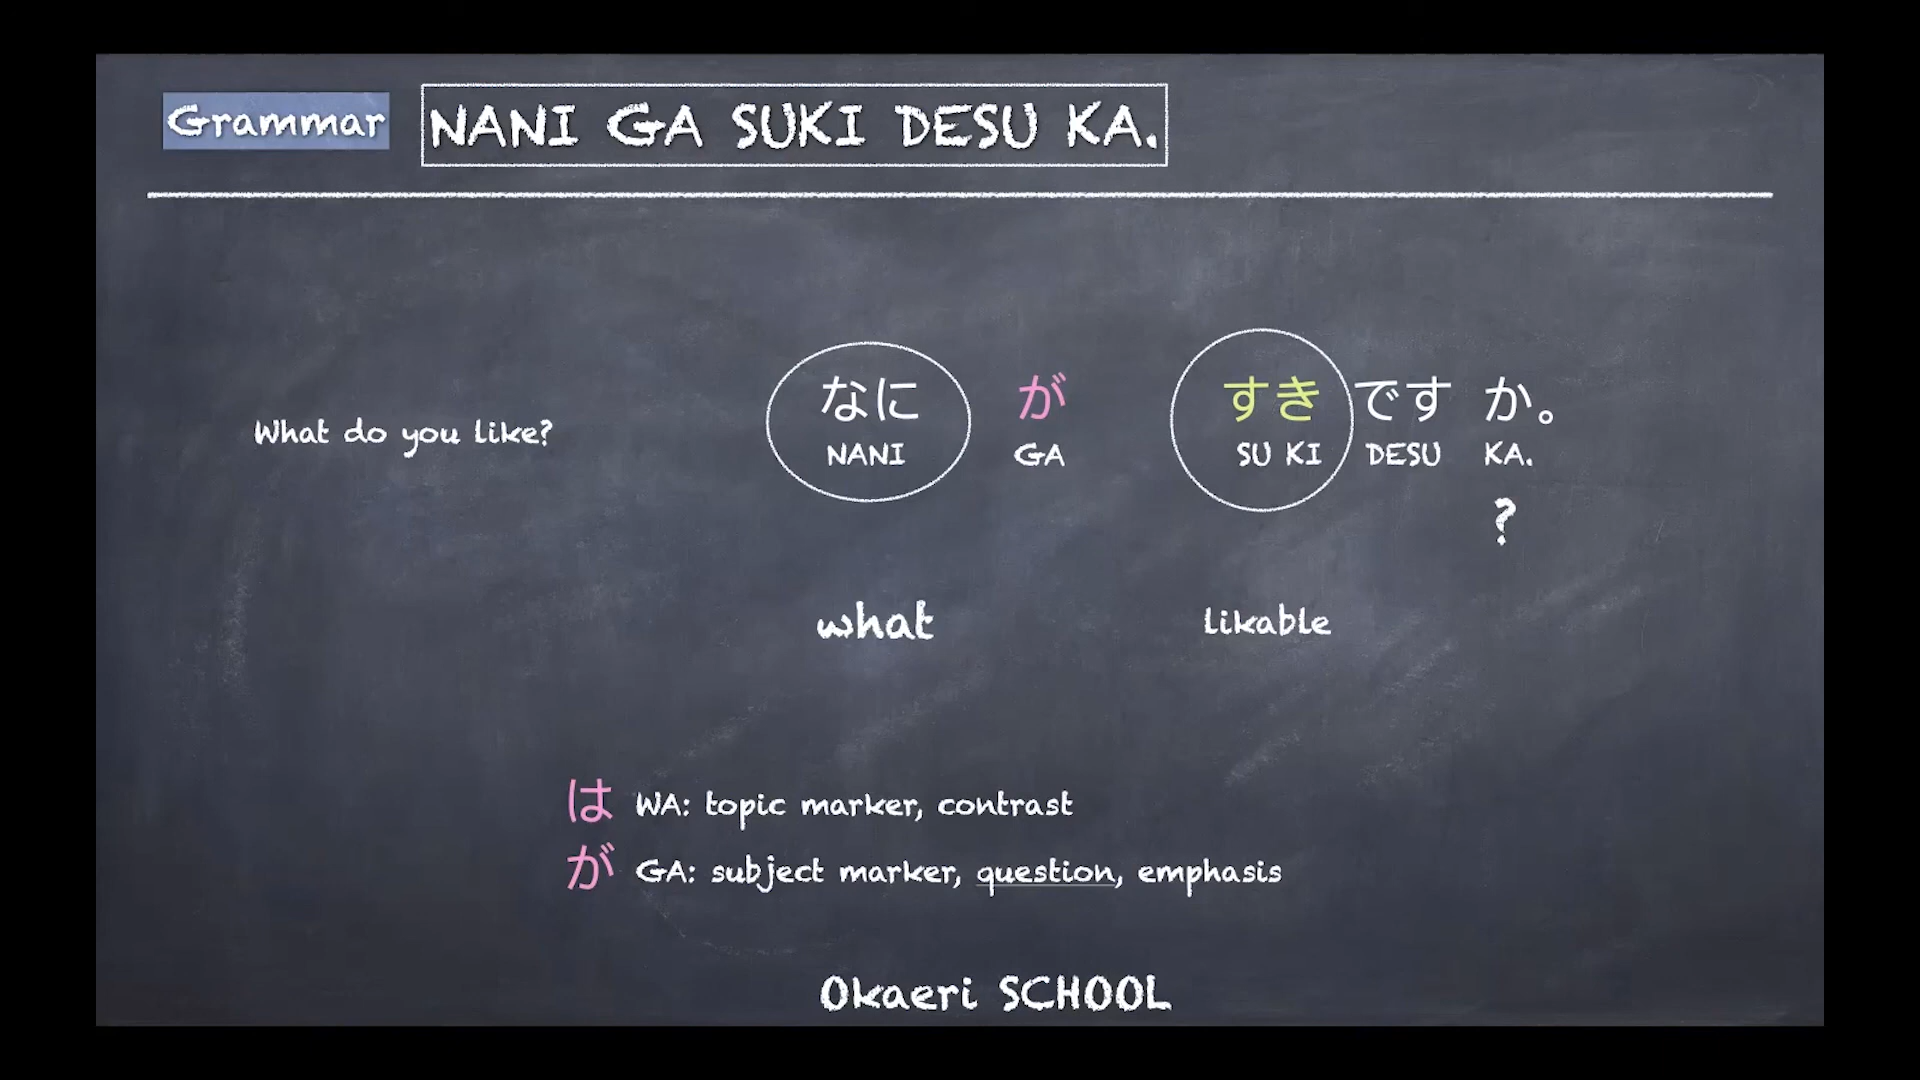 Grammar NANI GA SUKI DESU KA.
What do you like?
なに が すき です か。
NANI GA SU KI DESU KA.
?
what likable
は WA: topic marker, contrast
が GA: subject marker, question, emphasis
Okaeri SCHOOL